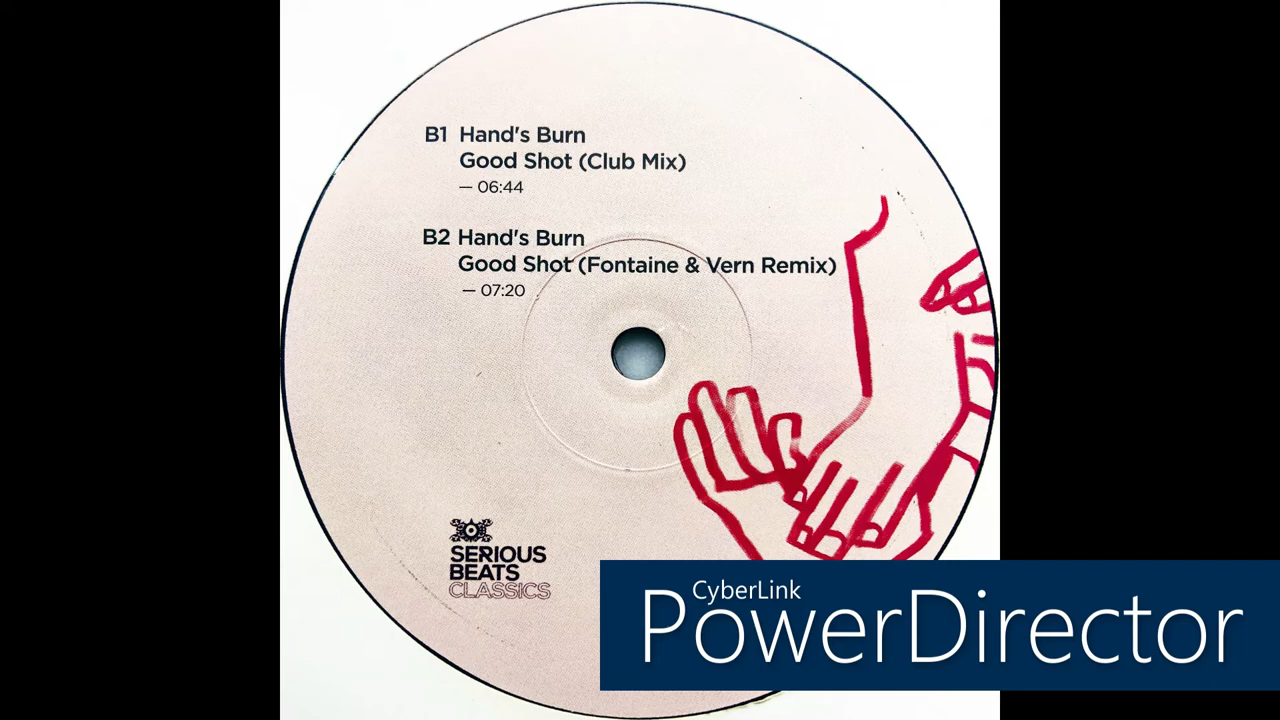 B1 Hand's Burn
Good Shot (Club Mix)
— 06:44
B2 Hand's Burn
Good Shot (Fontaine & Vern Remix)
— 07:20
SERIOUS
BEATS
CLASSICS
CyberLink
PowerDirector